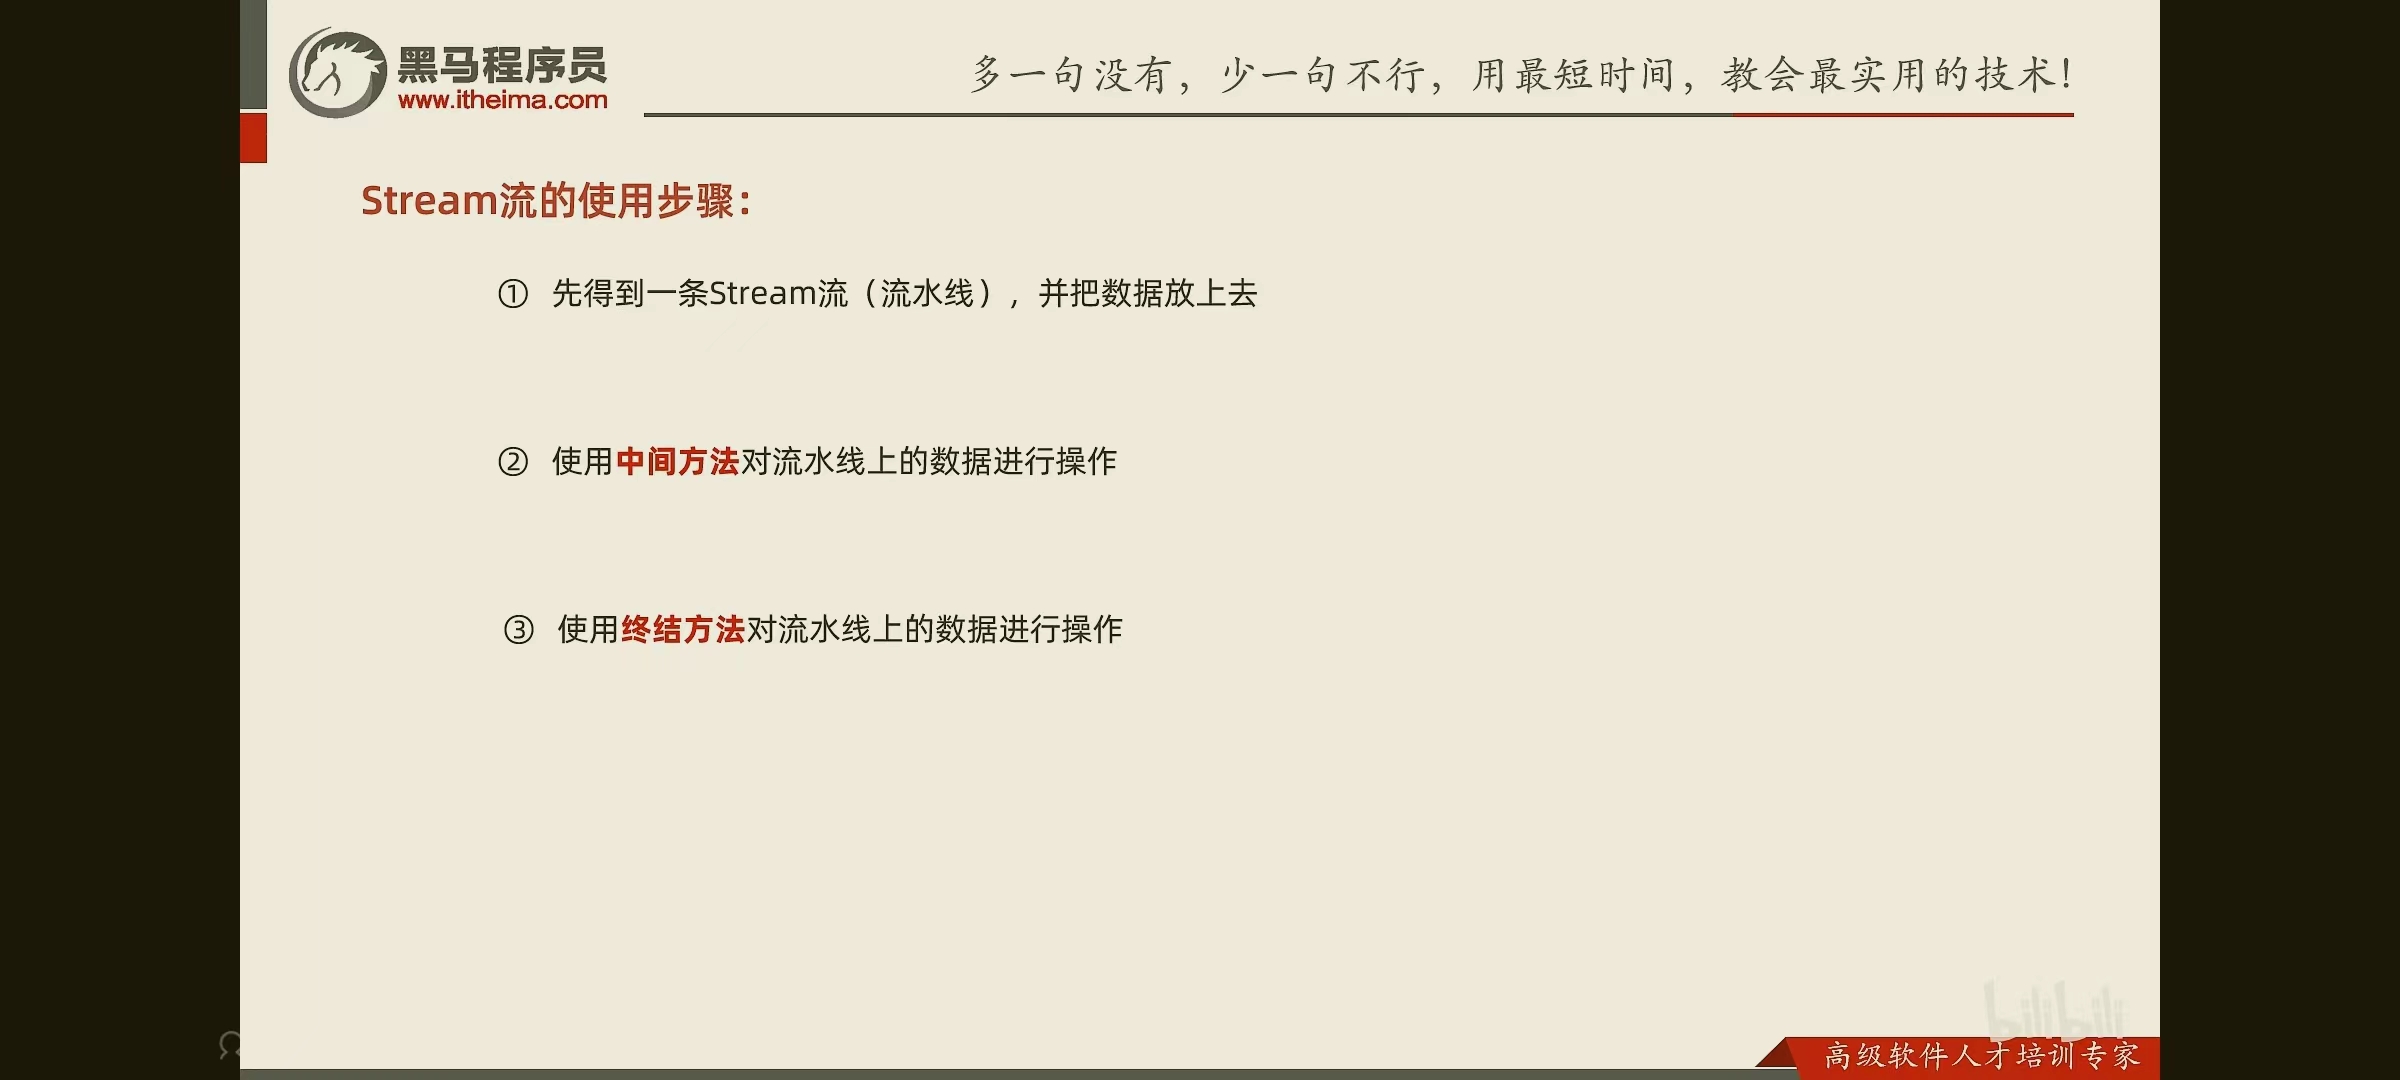 黑马程序员
www.itheima.com
多一句没有，少一句不行，用最短时间，教会最实用的技术！
Stream流的使用步骤：
① 先得到一条Stream流（流水线），并把数据放上去
② 使用中间方法对流水线上的数据进行操作
③ 使用终结方法对流水线上的数据进行操作
bilibili
高级软件人才培训专家